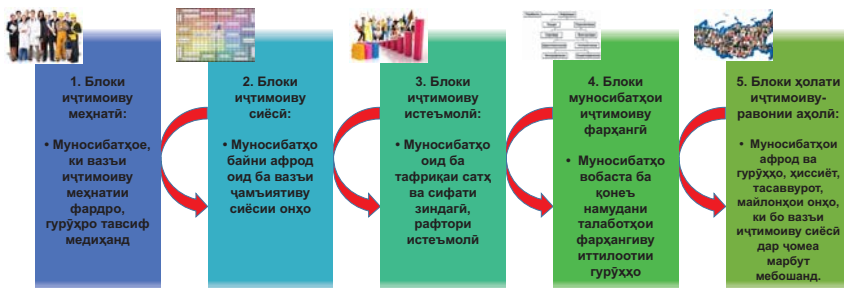 1. Блоки
иҷтимоиву
меҳнатӣ:
• Муносибатҳое,
ки вазъи
иҷтимоиву
меҳнатии
фардро,
гурӯҳро тавсиф
медиҳанд
2. Блоки
иҷтимоиву
сиёсӣ:
• Муносибатҳо
байни афрод
оид ба вазъи
ҷамъиятиву
сиёсии онҳо
3. Блоки
иҷтимоиву
истеъмолӣ:
• Муносибатҳо
оид ба
тафриқаи сатҳ
ва сифати
зиндагӣ,
рафтори
истеъмолӣ
4. Блоки
муносибатҳои
иҷтимоиву
фарҳангӣ
• Муносибатҳо
вобаста ба
қонеъ
намудани
талаботҳои
фарҳангиву
иттилоотии
гурӯҳҳо
5. Блоки ҳолати
иҷтимоиву-
равонии аҳолӣ:
• Муносибатҳои
афрод ва
гурӯҳҳо, ҳиссиёт,
тасаввурот,
майлонҳои онҳо,
ки бо вазъи
иҷтимоиву сиёсӣ
дар ҷомеа
марбут
мебошанд.